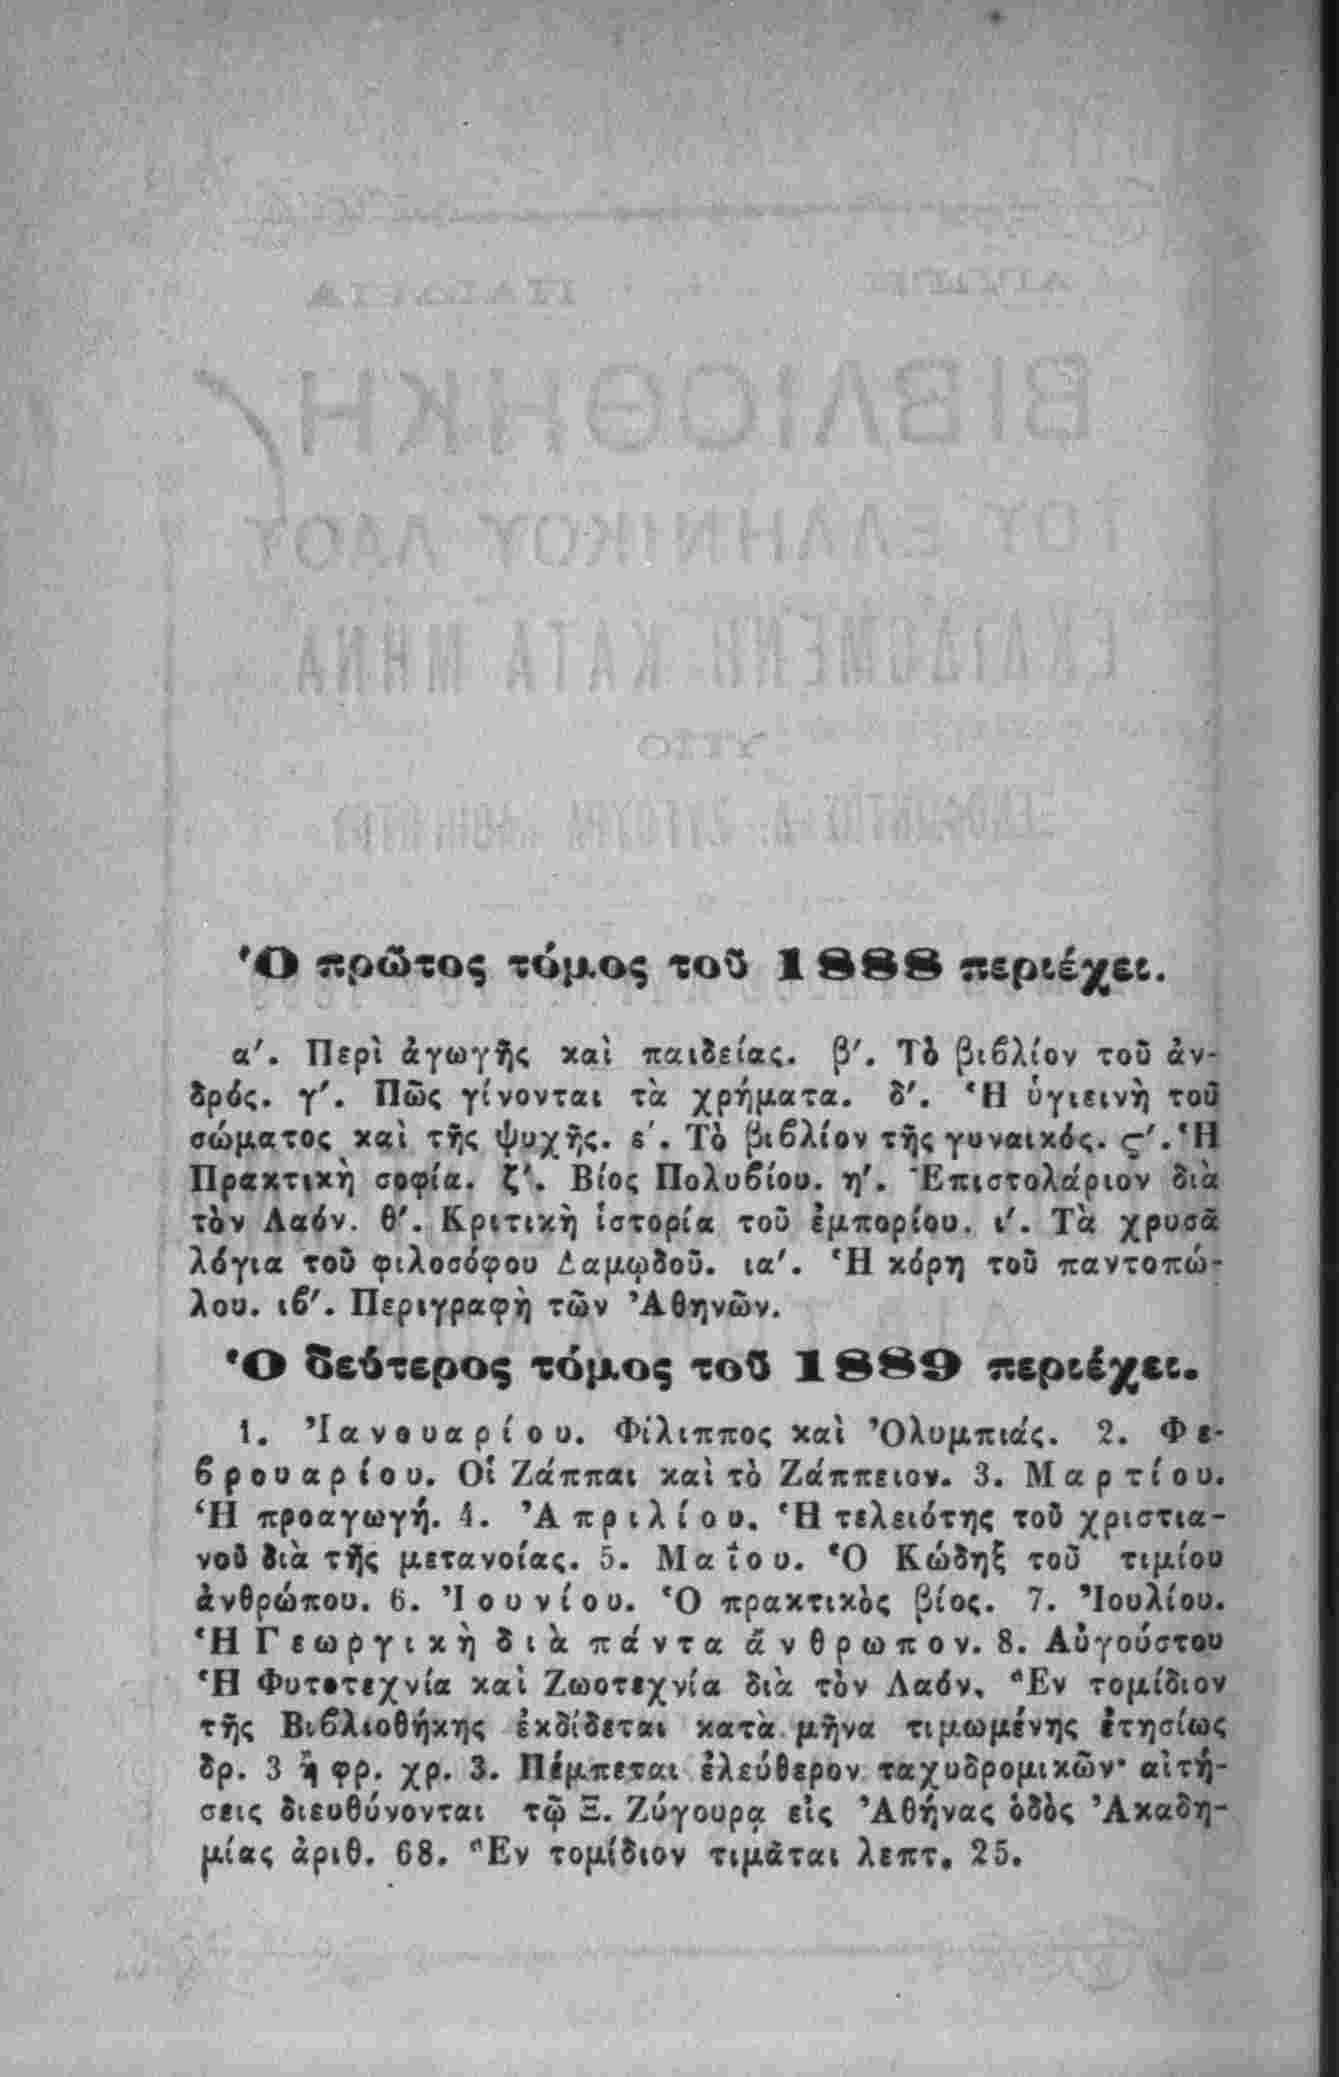 Ὁ πρῶτος τόμος τοῦ 1888 περιέχει.
α΄. Περὶ ἀγωγῆς καὶ παιδείας. β΄. Τὸ βιβλίον τοῦ ἀν-
δρός. γ΄. Πῶς γίνονται τὰ χρήματα. δ΄. Ἡ ὑγιεινὴ τοῦ
σώματος καὶ τῆς ψυχῆς. ε΄. Τὸ βιβλίον τῆς γυναικός. ς΄. Ἡ
Πρακτικὴ σοφία. ζ΄. Βίος Πολυβίου. η΄. Ἐπιστολάριον διὰ
τὸν Λαόν. θ΄. Κριτικὴ ἱστορία τοῦ ἐμπορίου. ι΄. Τὰ χρυσᾶ
λόγια τοῦ φιλοσόφου Δαμῳδοῦ. ια΄. Ἡ κόρη τοῦ παντοπώ-
λου. ιβ΄. Περιγραφὴ τῶν Ἀθηνῶν.
Ὁ δεύτερος τόμος τοῦ 1889 περιέχει.
1. Ἰανουαρίου. Φίλιππος καὶ Ὀλυμπιάς. 2. Φε-
βρουαρίου. Οἱ Ζάππαι καὶ τὸ Ζάππειον. 3. Μαρτίου.
Ἡ προαγωγή. 4. Ἀπριλίου. Ἡ τελειότης τοῦ χριστια-
νοῦ διὰ τῆς μετανοίας. 5. Μαΐου. Ὁ Κώδηξ τοῦ τιμίου
ἀνθρώπου. 6. Ἰουνίου. Ὁ πρακτικὸς βίος. 7. Ἰουλίου.
Ἡ Γεωργικὴ διὰ πάντα ἄνθρωπον. 8. Αὐγούστου
Ἡ Φυτοτεχνία καὶ Ζωοτεχνία διὰ τὸν Λαόν. Ἓν τομίδιον
τῆς Βιβλιοθήκης ἐκδίδεται κατὰ μῆνα τιμωμένης ἐτησίως
δρ. 3 ἢ φρ. χρ. 3. Πέμπεται ἐλεύθερον ταχυδρομικῶν· αἰτή-
σεις διευθύνονται τῷ Ξ. Ζύγουρᾳ εἰς Ἀθήνας ὁδὸς Ἀκαδη-
μίας ἀριθ. 68. Ἓν τομίδιον τιμᾶται λεπτ. 25.